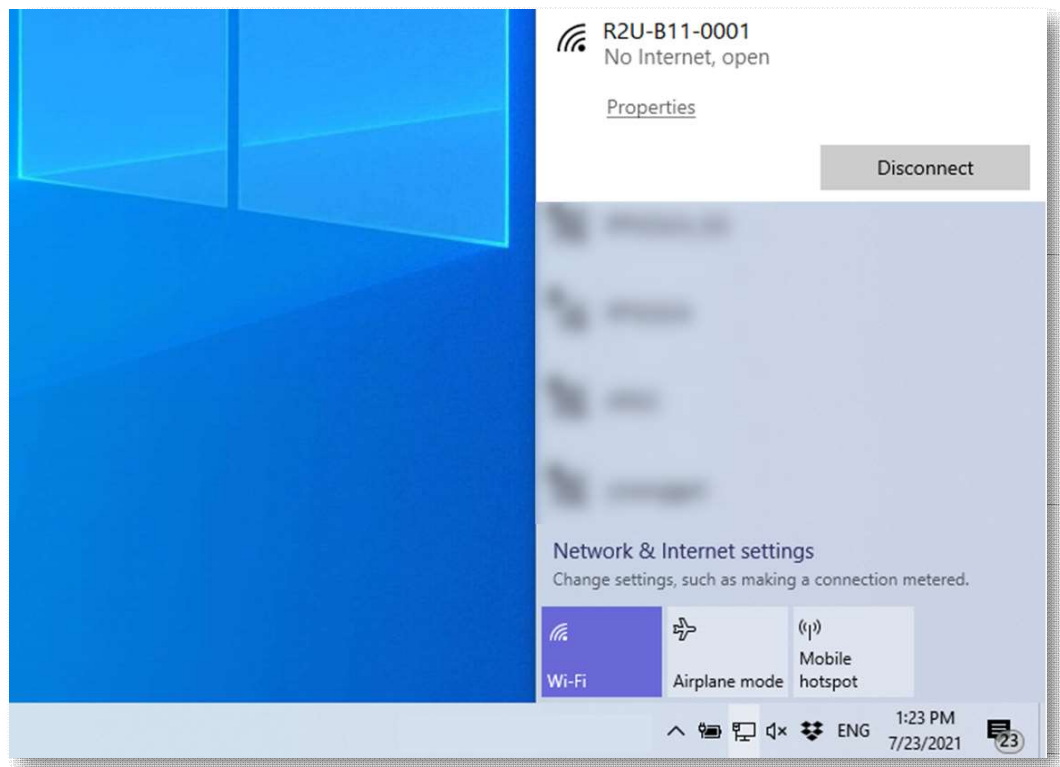 R2U-B11-0001
No Internet, open
Properties
Disconnect
Network & Internet settings
Change settings, such as making a connection metered.
Wi-Fi
Airplane mode
Mobile
hotspot
ENG
1:23 PM
7/23/2021
23